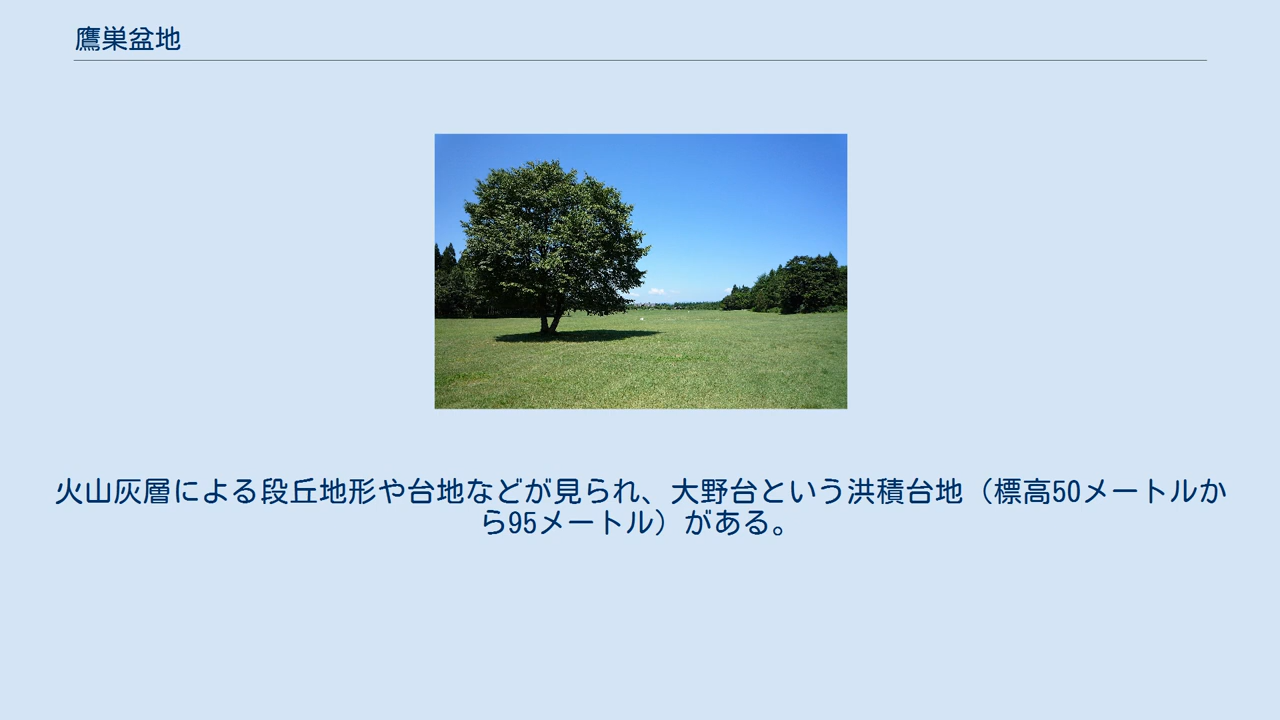 鷹巣盆地
火山灰層による段丘地形や台地などが見られ、大野台という洪積台地（標高50メートルか
ら95メートル）がある。